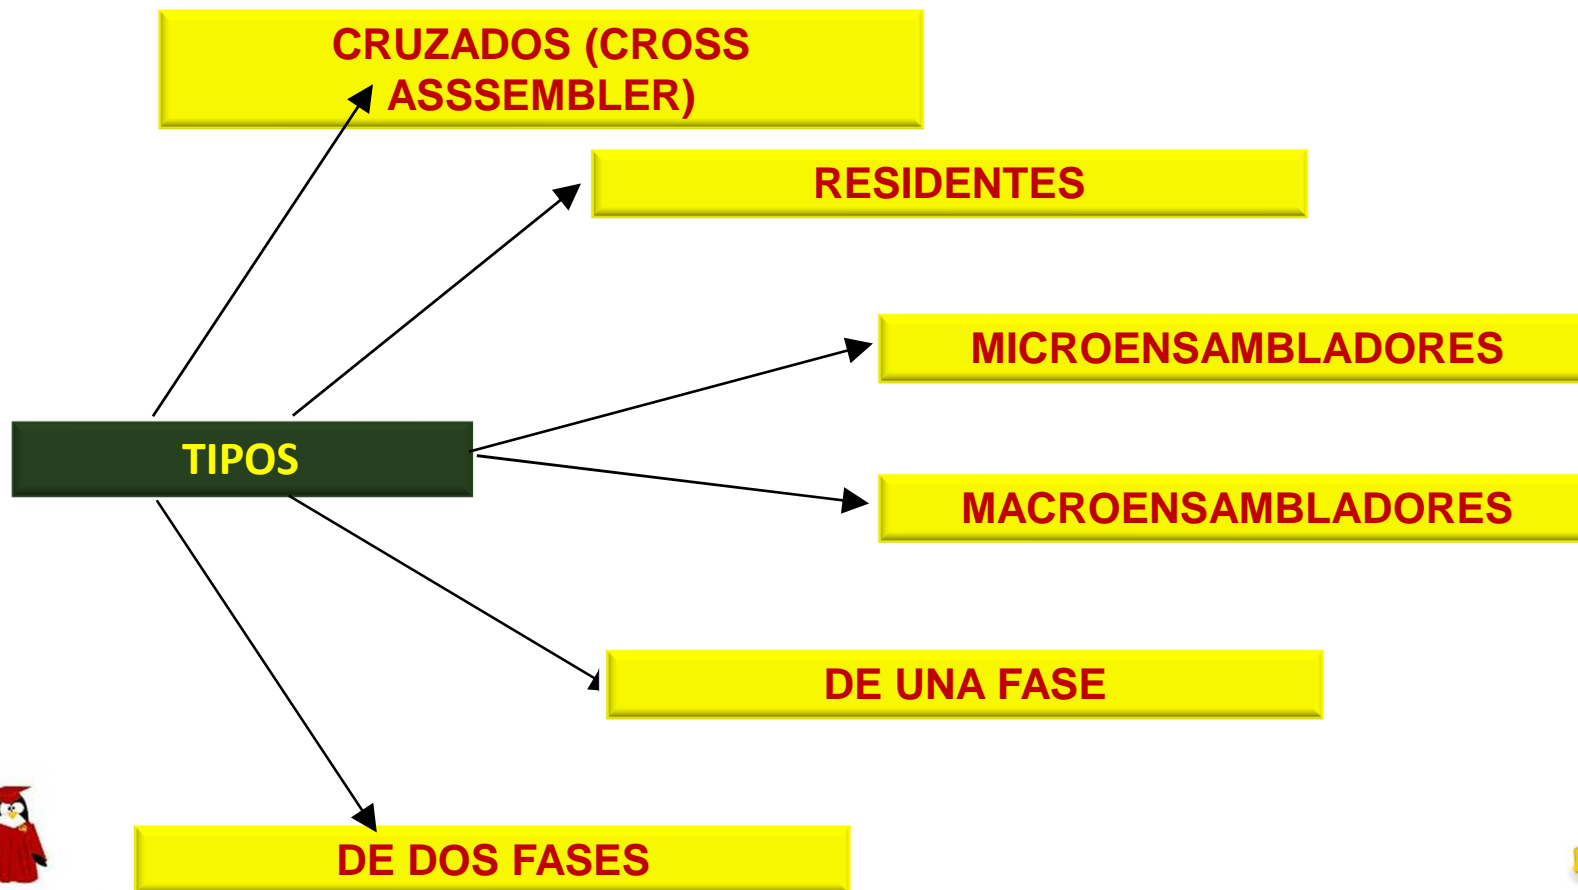 CRUZADOS (CROSS
ASSSEMBLER)
RESIDENTES
MICROENSAMBLADORES
TIPOS
MACROENSAMBLADORES
DE UNA FASE
DE DOS FASES